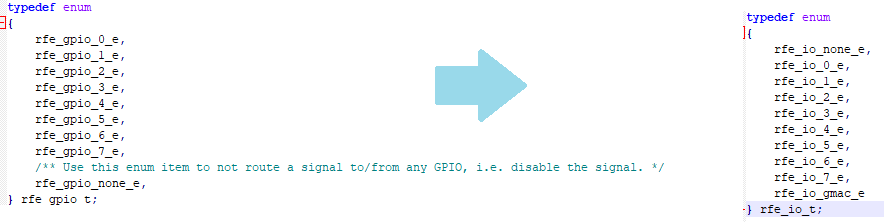 typedef enum
{
rfe_gpio_0_e,
rfe_gpio_1_e,
rfe_gpio_2_e,
rfe_gpio_3_e,
rfe_gpio_4_e,
rfe_gpio_5_e,
rfe_gpio_6_e,
rfe_gpio_7_e,
/** Use this enum item to not route a signal to/from any GPIO, i.e. disable the signal. */
rfe_gpio_none_e,
} rfe_gpio_t;
typedef enum
{
rfe_io_none_e,
rfe_io_0_e,
rfe_io_1_e,
rfe_io_2_e,
rfe_io_3_e,
rfe_io_4_e,
rfe_io_5_e,
rfe_io_6_e,
rfe_io_7_e,
rfe_io_gmac_e
} rfe_io_t;